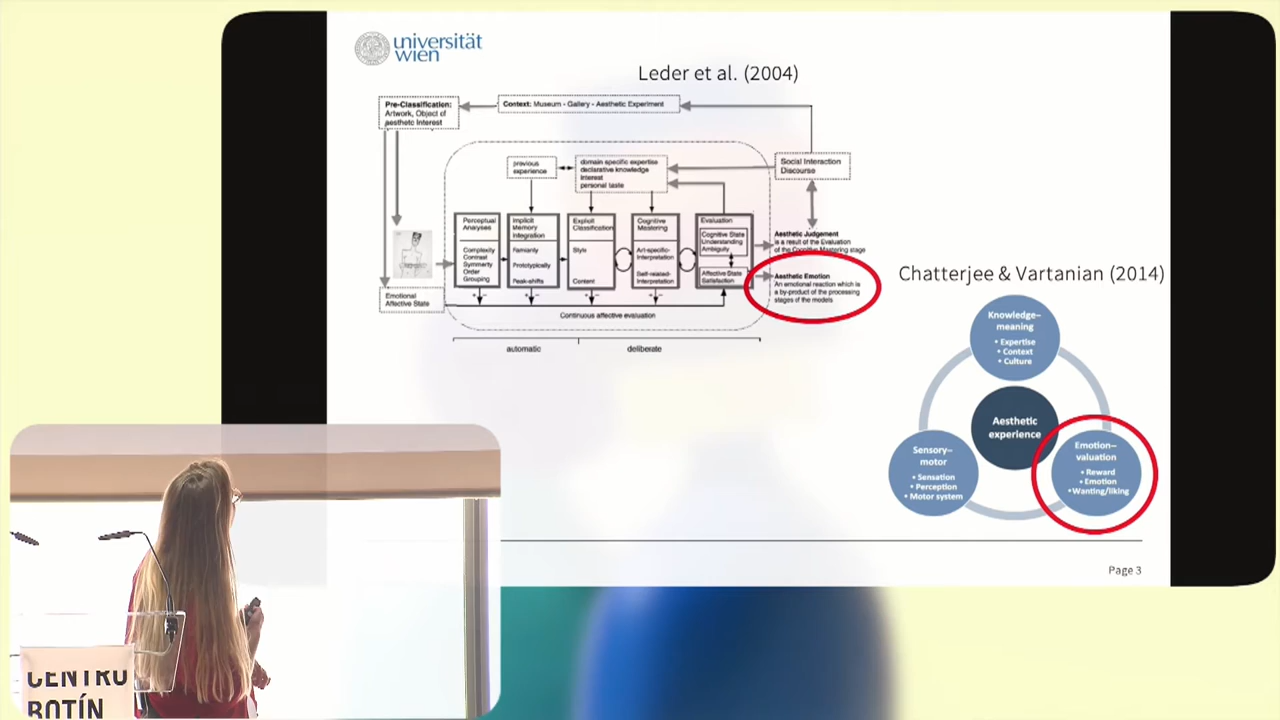 universität
wien
Leder et al. (2004)
Pre-Classification:
Artwork, Object of
aesthetic Interest
Context: Museum - Gallery - Aesthetic Experiment
previous
experience
domain specific expertise
declarative knowledge
interest
personal taste
Social Interaction
Discourse
Perceptual
Analyses
Complexity
Contrast
Symmerty
Order
Grouping
Implicit
Memory
Integration
Familarity
Prototypically
Peak-shifts
Explicit
Classification
Style
Content
Cognitive
Mastering
Art-specific-
Interpretation
Self-related-
Interpretation
Evaluation
Cognitive State
Understanding
Ambiguity
Affective State
Satisfaction
Aesthetic Judgement
is a result of the Evaluation
of the Cognitive Mastering stage
Aesthetic Emotion
An emotional reaction which is
a by-product of the processing
stages of the models
Emotional
Affective State
+ -
+ -
+ -
+ -
Continuous affective evaluation
automatic
deliberate
Chatterjee & Vartanian (2014)
Knowledge–
meaning
• Expertise
• Context
• Culture
Aesthetic
experience
Sensory–
motor
• Sensation
• Perception
• Motor system
Emotion–
valuation
• Reward
• Emotion
• Wanting/liking
Page 3
CENTRO
BOTÍN